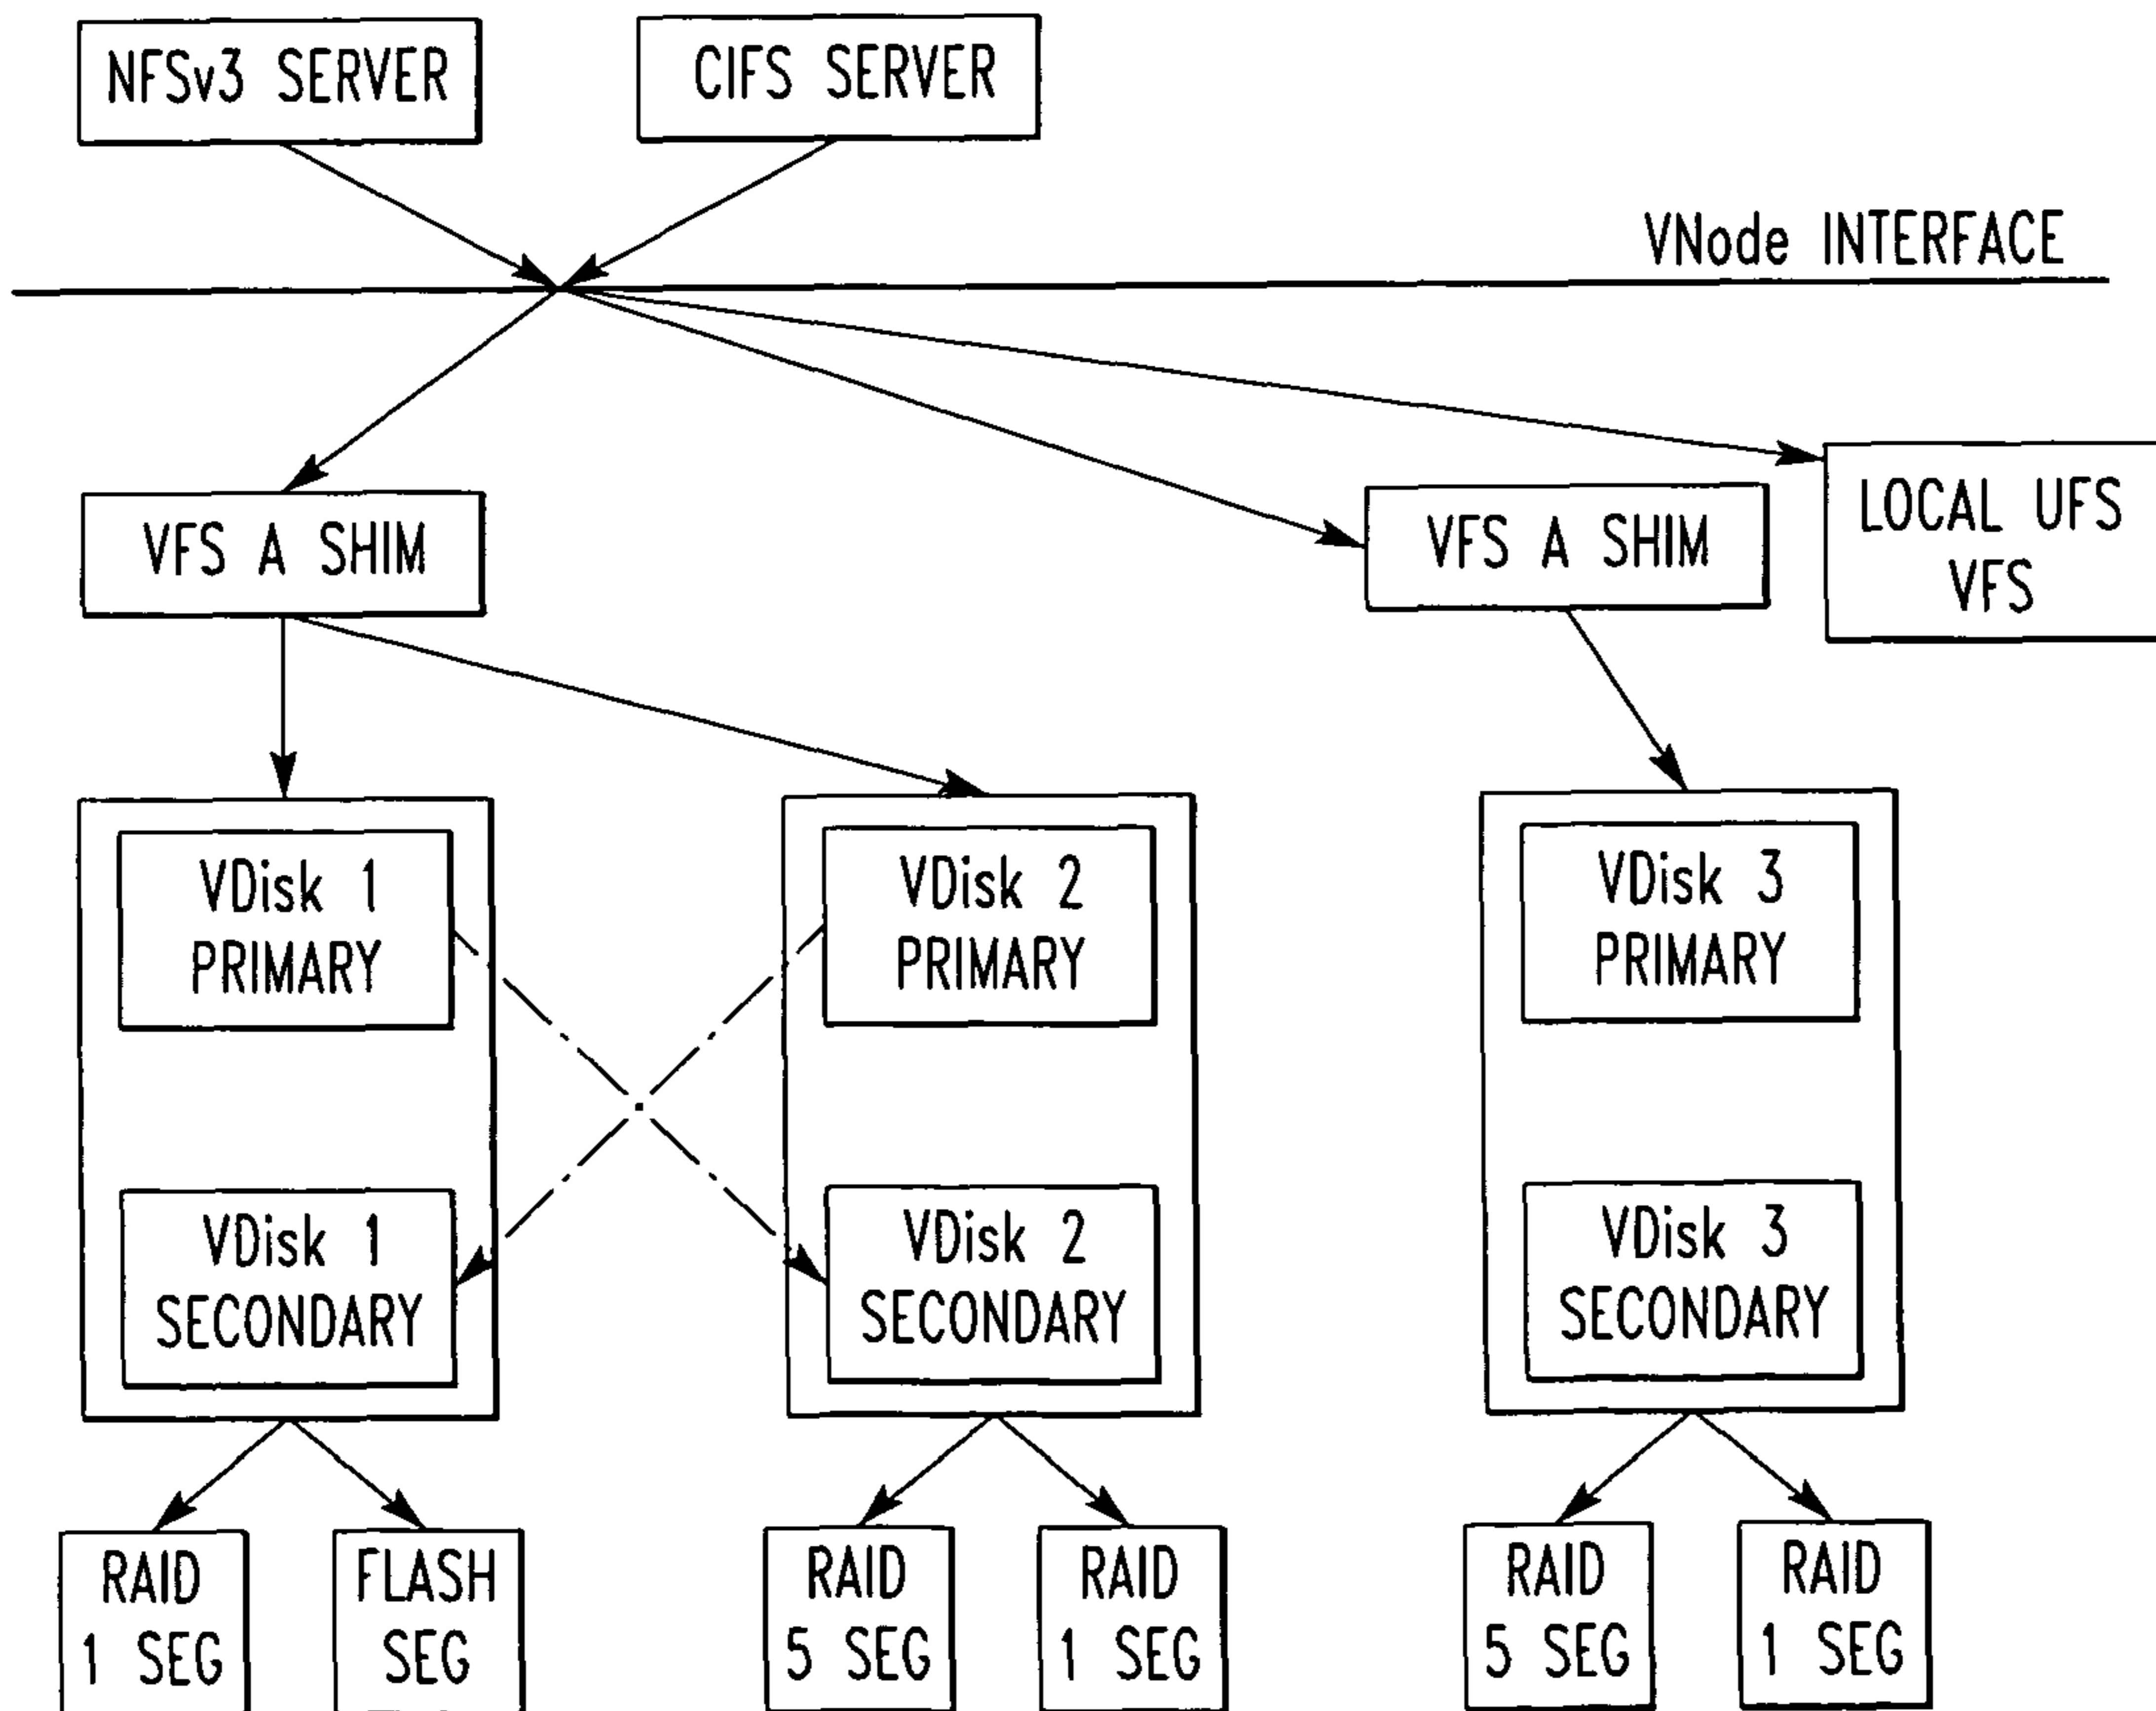 NFSv3 SERVER
CIFS SERVER
VNode INTERFACE
VFS A SHIM
VFS A SHIM
LOCAL UFS
VFS
VDisk 1
PRIMARY
VDisk 2
PRIMARY
VDisk 3
PRIMARY
VDisk 1
SECONDARY
VDisk 2
SECONDARY
VDisk 3
SECONDARY
RAID
1 SEG
FLASH
SEG
RAID
5 SEG
RAID
1 SEG
RAID
5 SEG
RAID
1 SEG